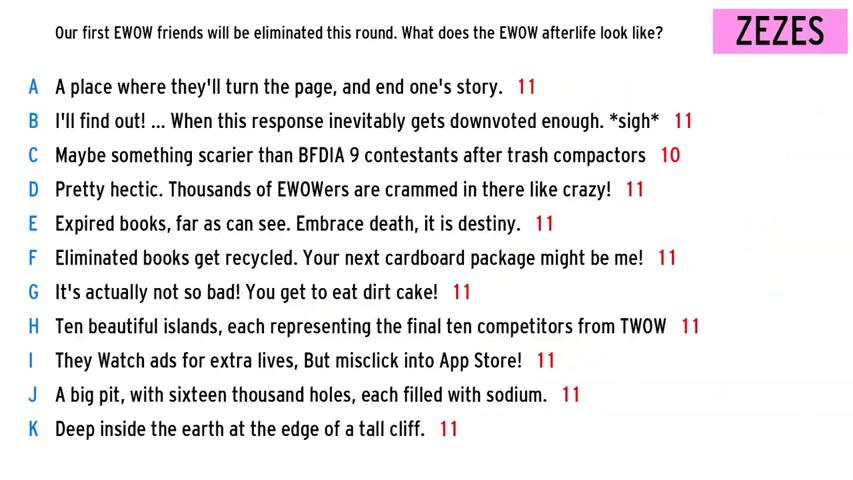 Our first EWOW friends will be eliminated this round. What does the EWOW afterlife look like?
ZEZES
A A place where they'll turn the page, and end one's story. 11
B I'll find out! ... When this response inevitably gets downvoted enough. *sigh* 11
C Maybe something scarier than BFDIA 9 contestants after trash compactors 10
D Pretty hectic. Thousands of EWOWers are crammed in there like crazy! 11
E Expired books, far as can see. Embrace death, it is destiny. 11
F Eliminated books get recycled. Your next cardboard package might be me! 11
G It's actually not so bad! You get to eat dirt cake! 11
H Ten beautiful islands, each representing the final ten competitors from TWOW 11
I They Watch ads for extra lives, But misclick into App Store! 11
J A big pit, with sixteen thousand holes, each filled with sodium. 11
K Deep inside the earth at the edge of a tall cliff. 11